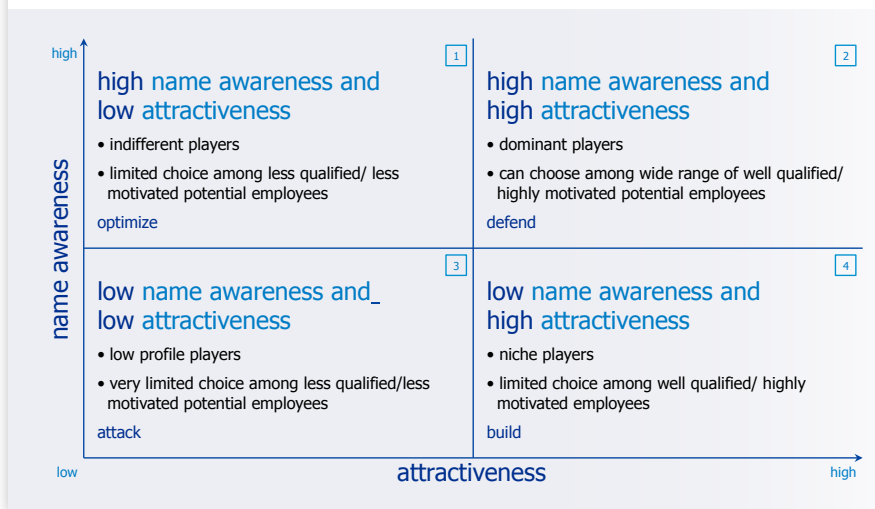 high
1
high name awareness and
low attractiveness
• indifferent players
• limited choice among less qualified/ less
motivated potential employees
optimize
2
high name awareness and
high attractiveness
• dominant players
• can choose among wide range of well qualified/
highly motivated potential employees
defend
name awareness
3
low name awareness and_
low attractiveness
• low profile players
• very limited choice among less qualified/less
motivated potential employees
attack
4
low name awareness and
high attractiveness
• niche players
• limited choice among well qualified/ highly
motivated employees
build
low
attractiveness
high